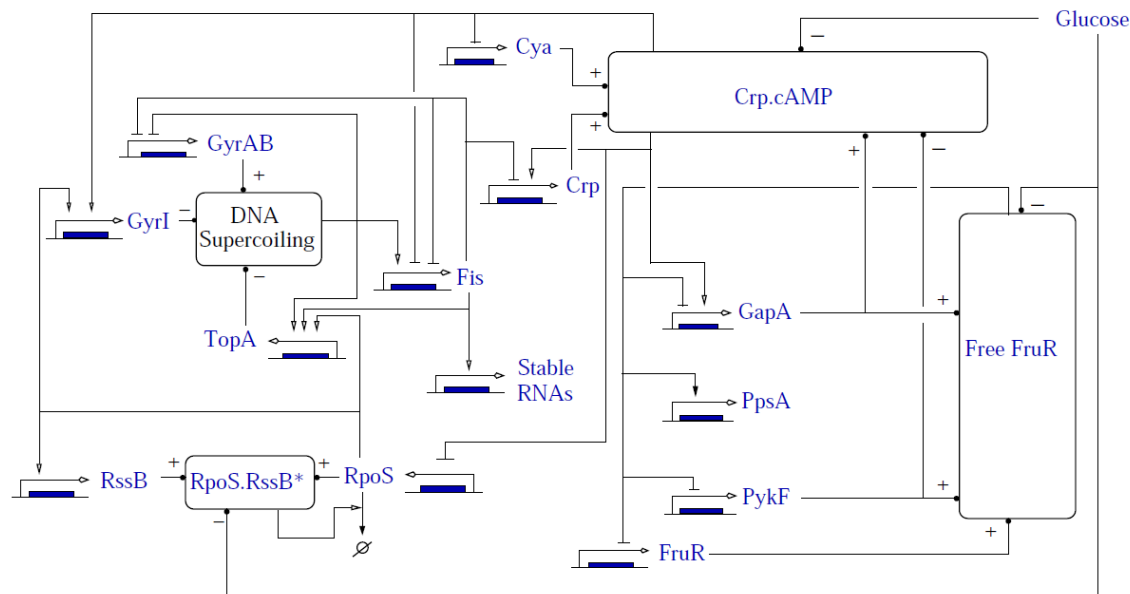 Glucose
Cya
+
−
Crp.cAMP
+
GyrAB
+
−
+
Crp
−
GyrI
−
DNA
Supercoiling
−
Fis
GapA
+
TopA
Free FruR
Stable
RNAs
PpsA
RssB
+
RpoS.RssB*
+
RpoS
PykF
+
−
+
FruR